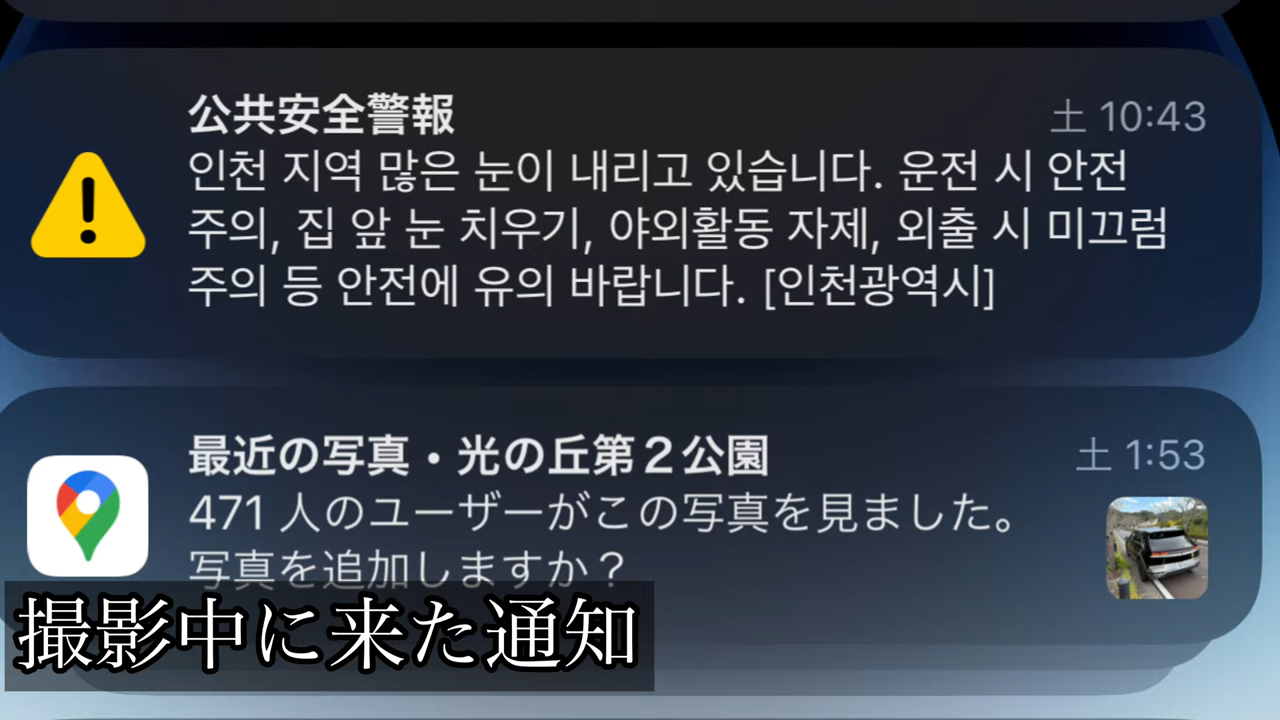 公共安全警報
土 10:43
인천 지역 많은 눈이 내리고 있습니다. 운전 시 안전
주의, 집 앞 눈 치우기, 야외활동 자제, 외출 시 미끄럼
주의 등 안전에 유의 바랍니다. [인천광역시]
最近の写真・光の丘第２公園
土 1:53
471 人のユーザーがこの写真を見ました。
写真を追加しますか？
撮影中に来た通知